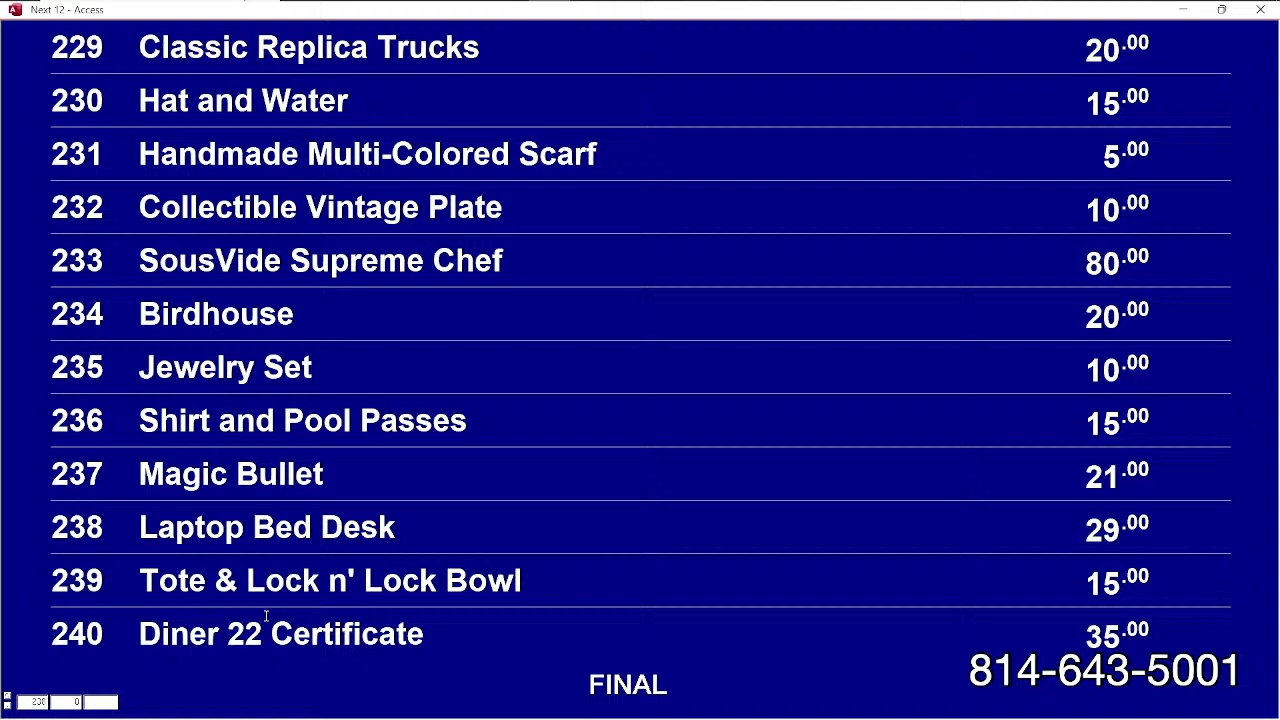 Next 12 - Access
229 Classic Replica Trucks 20.00
230 Hat and Water 15.00
231 Handmade Multi-Colored Scarf 5.00
232 Collectible Vintage Plate 10.00
233 SousVide Supreme Chef 80.00
234 Birdhouse 20.00
235 Jewelry Set 10.00
236 Shirt and Pool Passes 15.00
237 Magic Bullet 21.00
238 Laptop Bed Desk 29.00
239 Tote & Lock n' Lock Bowl 15.00
240 Diner 22 Certificate 35.00
814-643-5001
FINAL
238 0